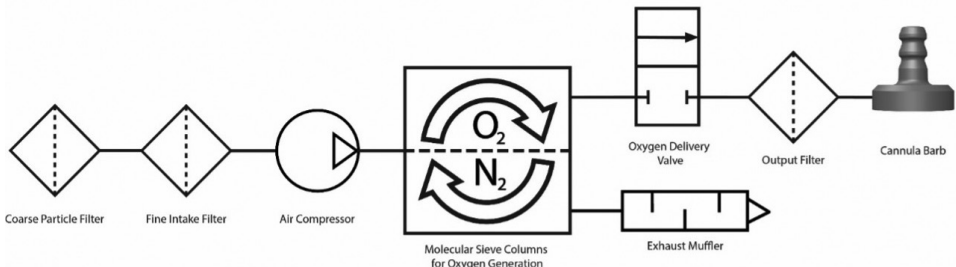 O₂
N₂
Coarse Particle Filter
Fine Intake Filter
Air Compressor
Molecular Sieve Columns
for Oxygen Generation
Oxygen Delivery
Valve
Output Filter
Cannula Barb
Exhaust Muffler